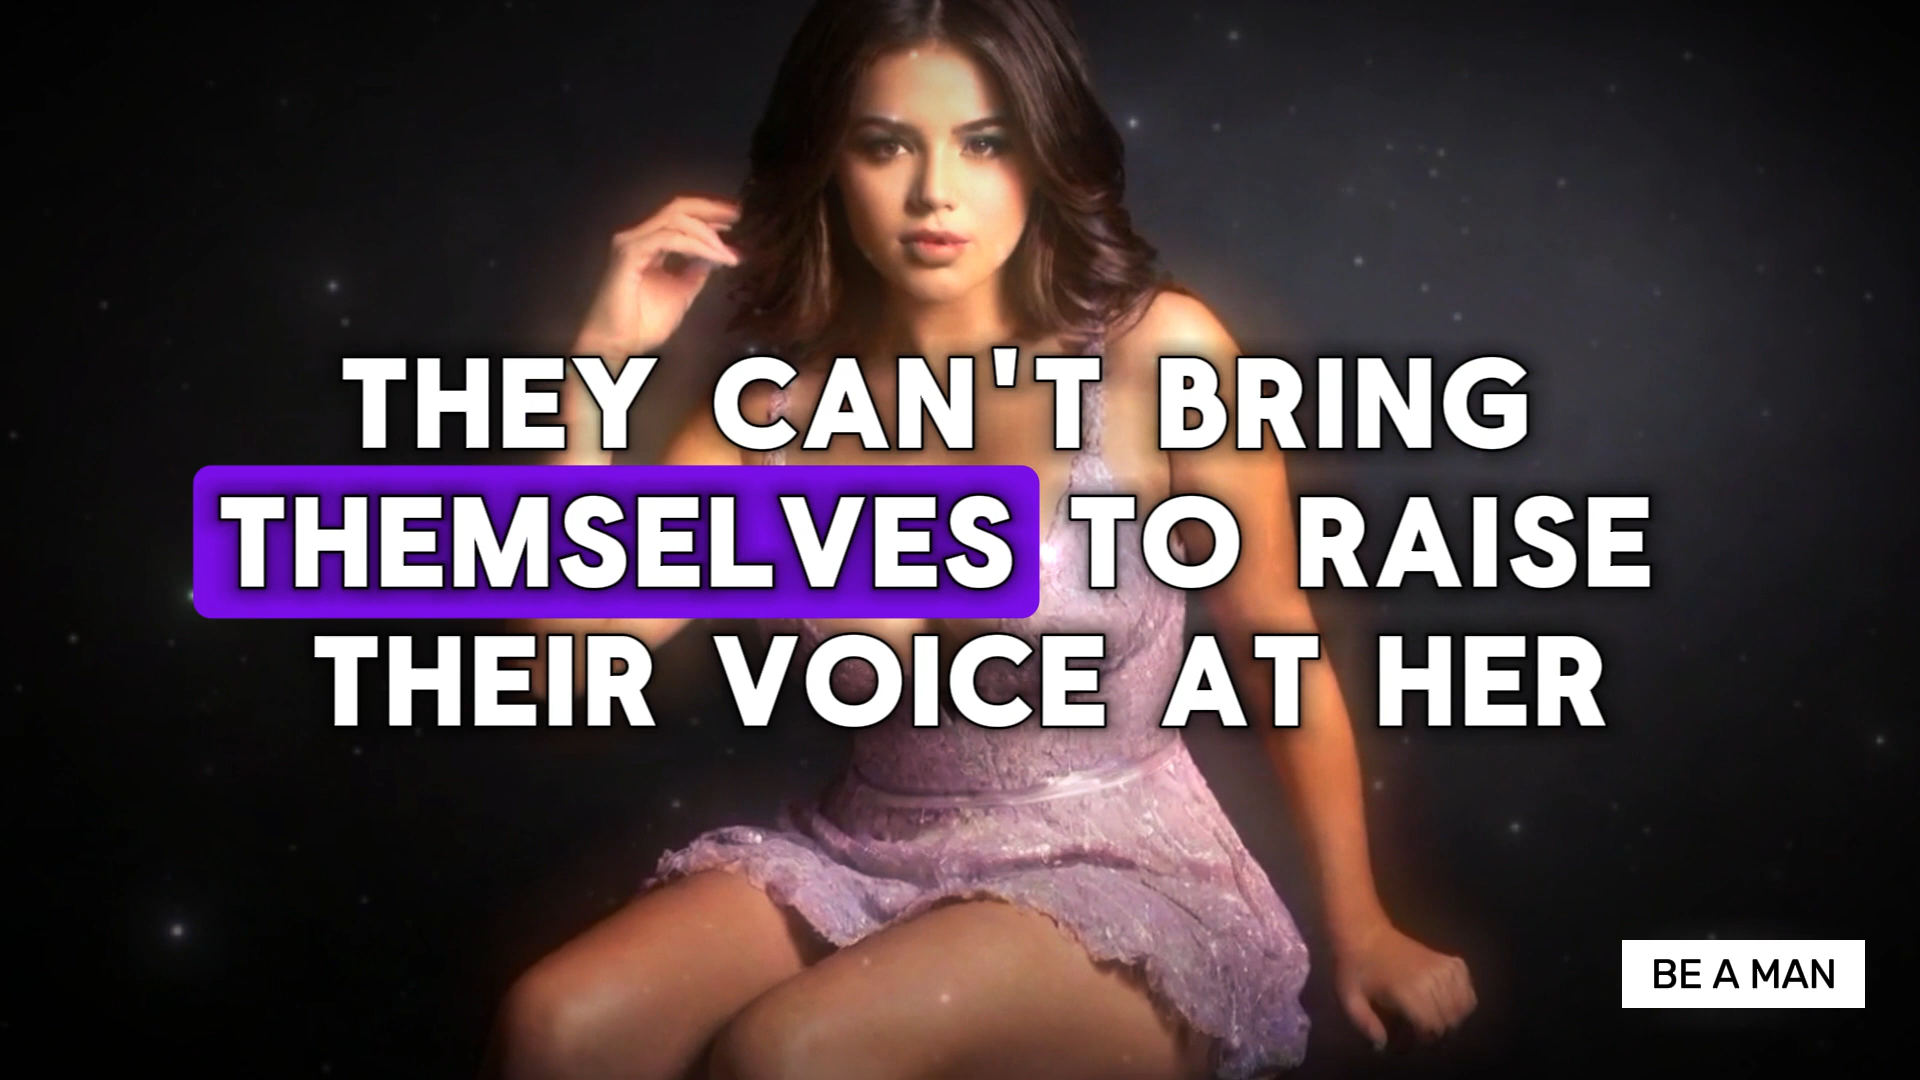 THEY CAN'T BRING
THEMSELVES TO RAISE
THEIR VOICE AT HER
BE A MAN